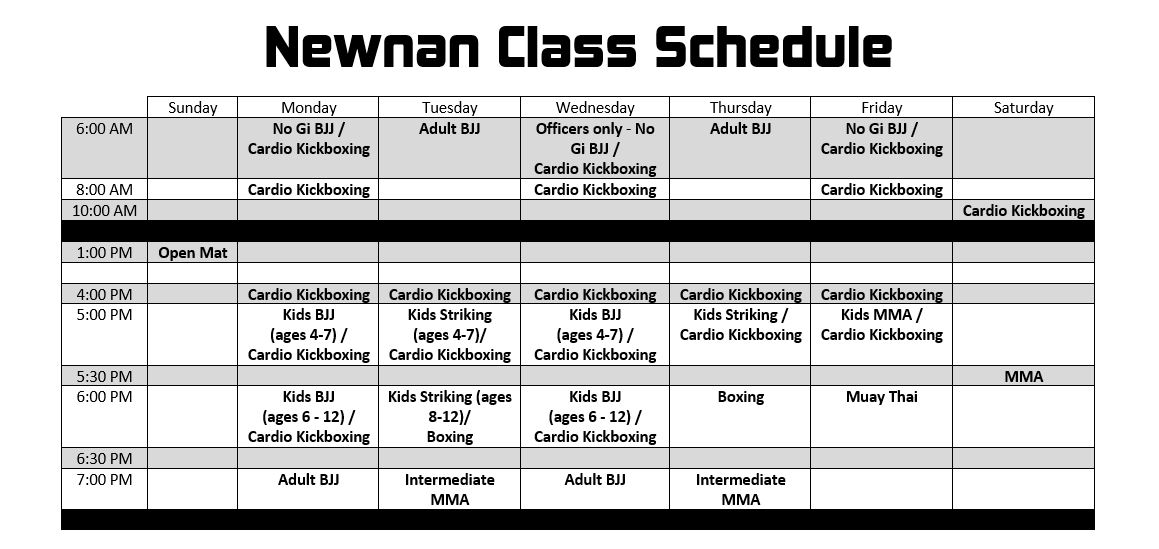 Newnan Class Schedule
Sunday Monday Tuesday Wednesday Thursday Friday Saturday
6:00 AM No Gi BJJ / Adult BJJ Officers only - No Adult BJJ No Gi BJJ /
Cardio Kickboxing Gi BJJ / Cardio Kickboxing
Cardio Kickboxing
8:00 AM Cardio Kickboxing Cardio Kickboxing Cardio Kickboxing
10:00 AM Cardio Kickboxing
1:00 PM Open Mat
4:00 PM Cardio Kickboxing Cardio Kickboxing Cardio Kickboxing Cardio Kickboxing Cardio Kickboxing
5:00 PM Kids BJJ Kids Striking Kids BJJ Kids Striking / Kids MMA /
(ages 4-7) / (ages 4-7)/ (ages 4-7) / Cardio Kickboxing Cardio Kickboxing
Cardio Kickboxing Cardio Kickboxing Cardio Kickboxing
5:30 PM MMA
6:00 PM Kids BJJ Kids Striking (ages Kids BJJ Boxing Muay Thai
(ages 6 - 12) / 8-12)/ (ages 6 - 12) /
Cardio Kickboxing Boxing Cardio Kickboxing
6:30 PM
7:00 PM Adult BJJ Intermediate Adult BJJ Intermediate
MMA MMA